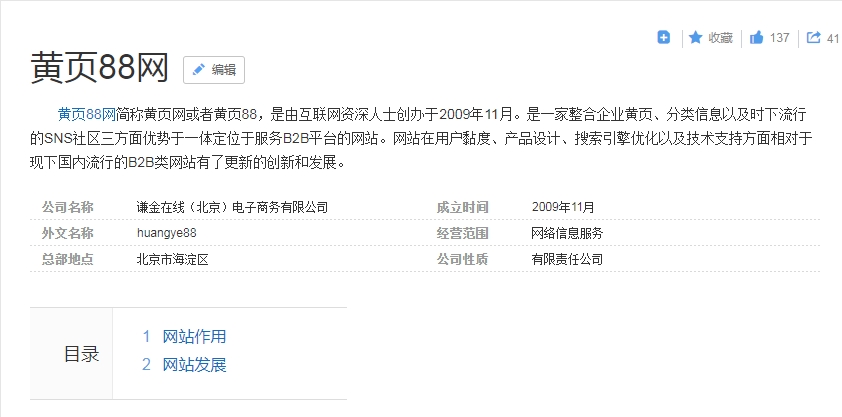 收藏 137 41
黄页88网 编辑
黄页88网简称黄页网或者黄页88，是由互联网资深人士创办于2009年11月。是一家整合企业黄页、分类信息以及时下流行
的SNS社区三方面优势于一体定位于服务B2B平台的网站。网站在用户黏度、产品设计、搜索引擎优化以及技术支持方面相对于
现下国内流行的B2B类网站有了更新的创新和发展。
公司名称 谦金在线（北京）电子商务有限公司 成立时间 2009年11月
外文名称 huangye88 经营范围 网络信息服务
总部地点 北京市海淀区 公司性质 有限责任公司
目录
1 网站作用
2 网站发展